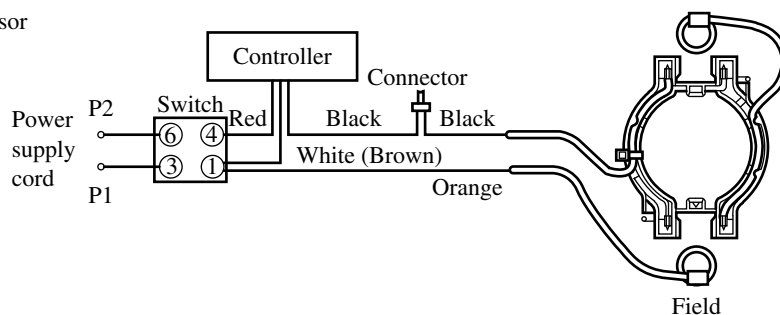 sor
Controller
Connector
P2
Switch
Red
Black
Black
Power
supply
cord
6
4
3
1
White (Brown)
P1
Orange
Field